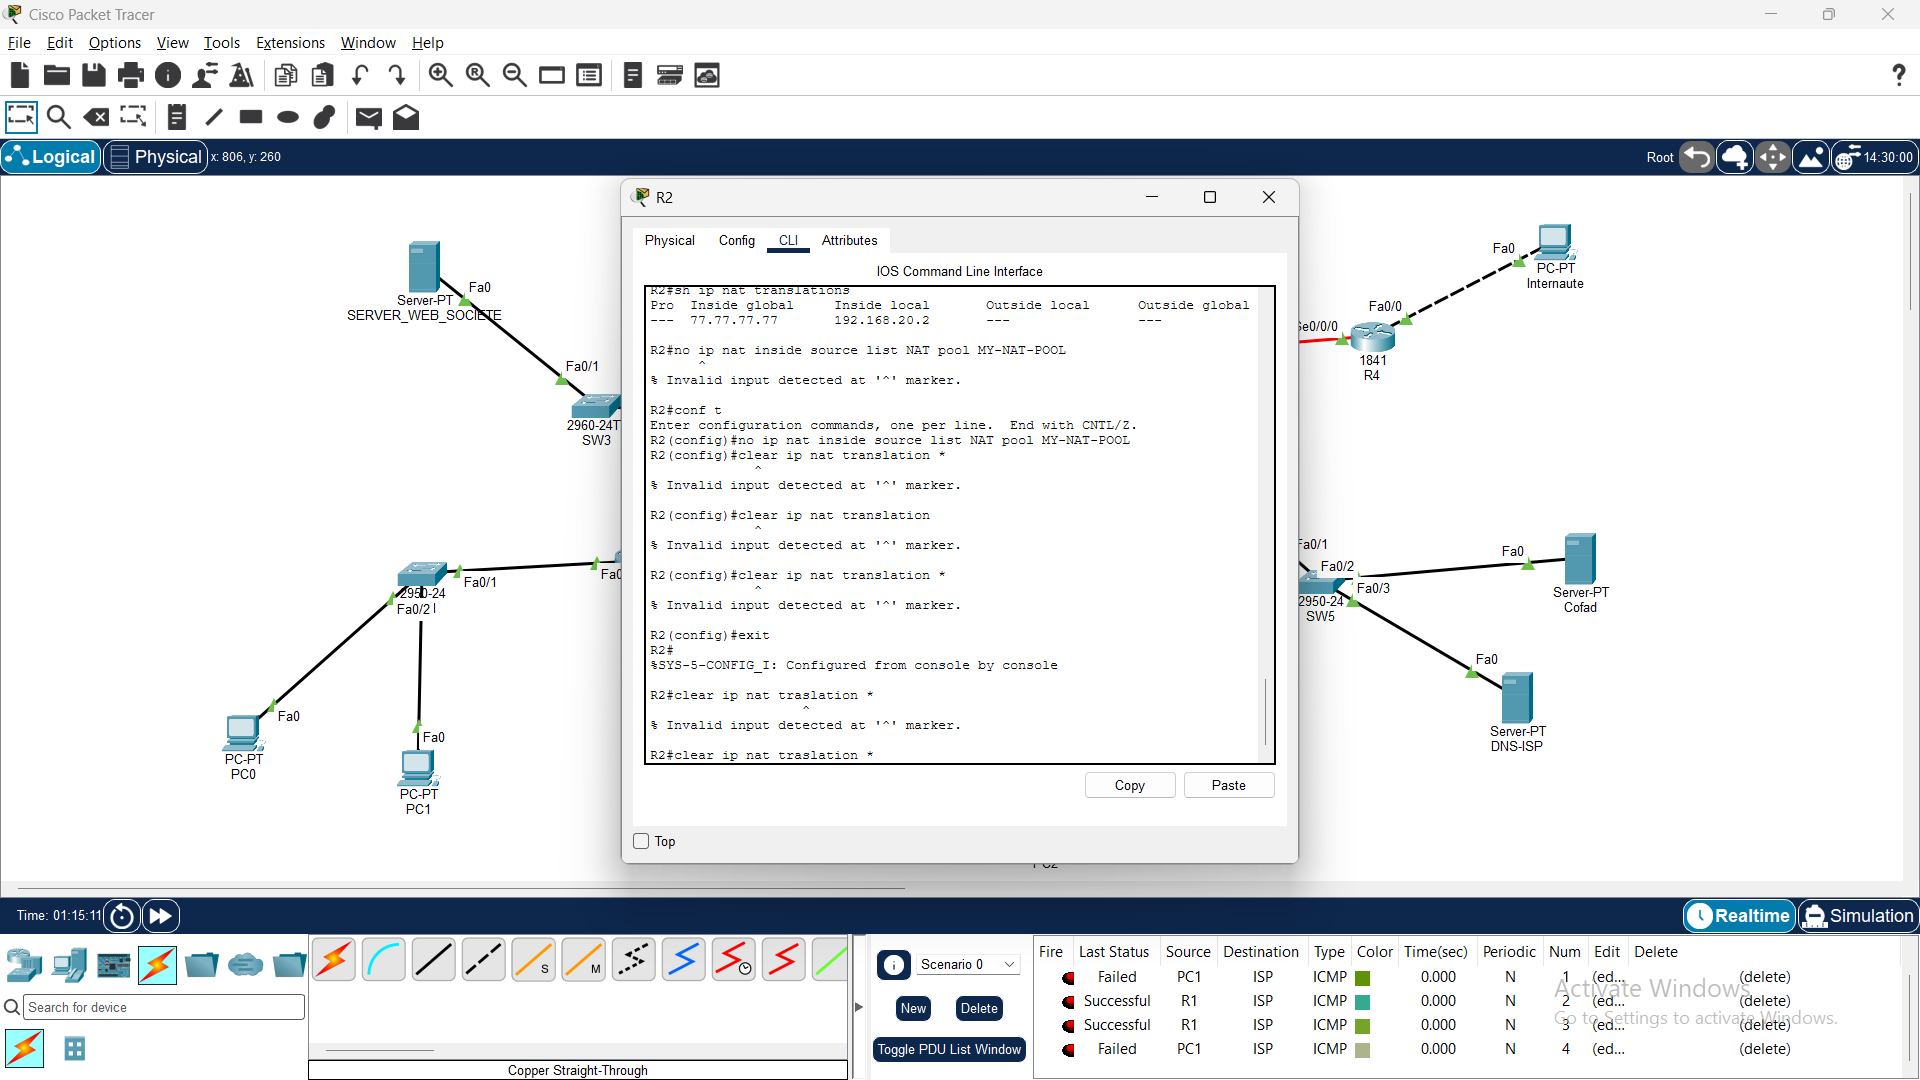 Cisco Packet Tracer
File Edit Options View Tools Extensions Window Help
Logical Physical x: 806, y: 260
Root 14:30:00
R2
Physical Config CLI Attributes
IOS Command Line Interface
R2#sh ip nat translations
Pro Inside global Inside local Outside local Outside global
--- 77.77.77.77 192.168.20.2 --- ---
R2#no ip nat inside source list NAT pool MY-NAT-POOL
^
% Invalid input detected at '^' marker.
R2#conf t
Enter configuration commands, one per line. End with CNTL/Z.
R2(config)#no ip nat inside source list NAT pool MY-NAT-POOL
R2(config)#clear ip nat translation *
^
% Invalid input detected at '^' marker.
R2(config)#clear ip nat translation
^
% Invalid input detected at '^' marker.
R2(config)#clear ip nat translation *
^
% Invalid input detected at '^' marker.
R2(config)#exit
R2#
%SYS-5-CONFIG_I: Configured from console by console
R2#clear ip nat traslation *
^
% Invalid input detected at '^' marker.
R2#clear ip nat traslation *
Copy Paste
Top
Fa0
Server-PT
SERVER_WEB_SOCIETE
Fa0/1
2960-24T
SW3
Fa0/1
2950-24
Fa0/2
Fa0
PC-PT
PC0
Fa0
PC-PT
PC1
Fa0
PC-PT
Internaute
Fa0/0
Se0/0/0
1841
R4
Fa0/1
Fa0/2
Fa0/3
2950-24
SW5
Fa0
Server-PT
Cofad
Fa0
Server-PT
DNS-ISP
PC2
Time: 01:15:11
Realtime Simulation
Search for device
S
M
Copper Straight-Through
Scenario 0
New Delete
Toggle PDU List Window
Fire Last Status Source Destination Type Color Time(sec) Periodic Num Edit Delete
Failed PC1 ISP ICMP 0.000 N 1 (ed... (delete)
Successful R1 ISP ICMP 0.000 N 2 (ed... (delete)
Successful R1 ISP ICMP 0.000 N 3 (ed... (delete)
Failed PC1 ISP ICMP 0.000 N 4 (ed... (delete)
Activate Windows
Go to Settings to activate Windows.